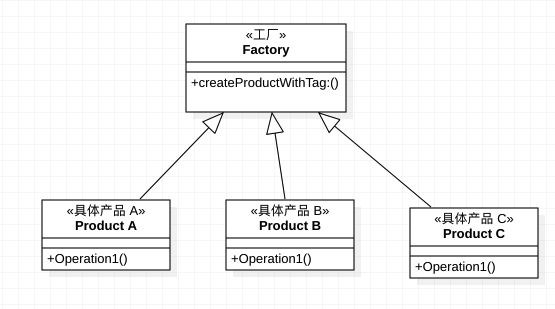 «工厂»
Factory
+createProductWithTag:()
«具体产品 A»
Product A
+Operation1()
«具体产品 B»
Product B
+Operation1()
«具体产品 C»
Product C
+Operation1()